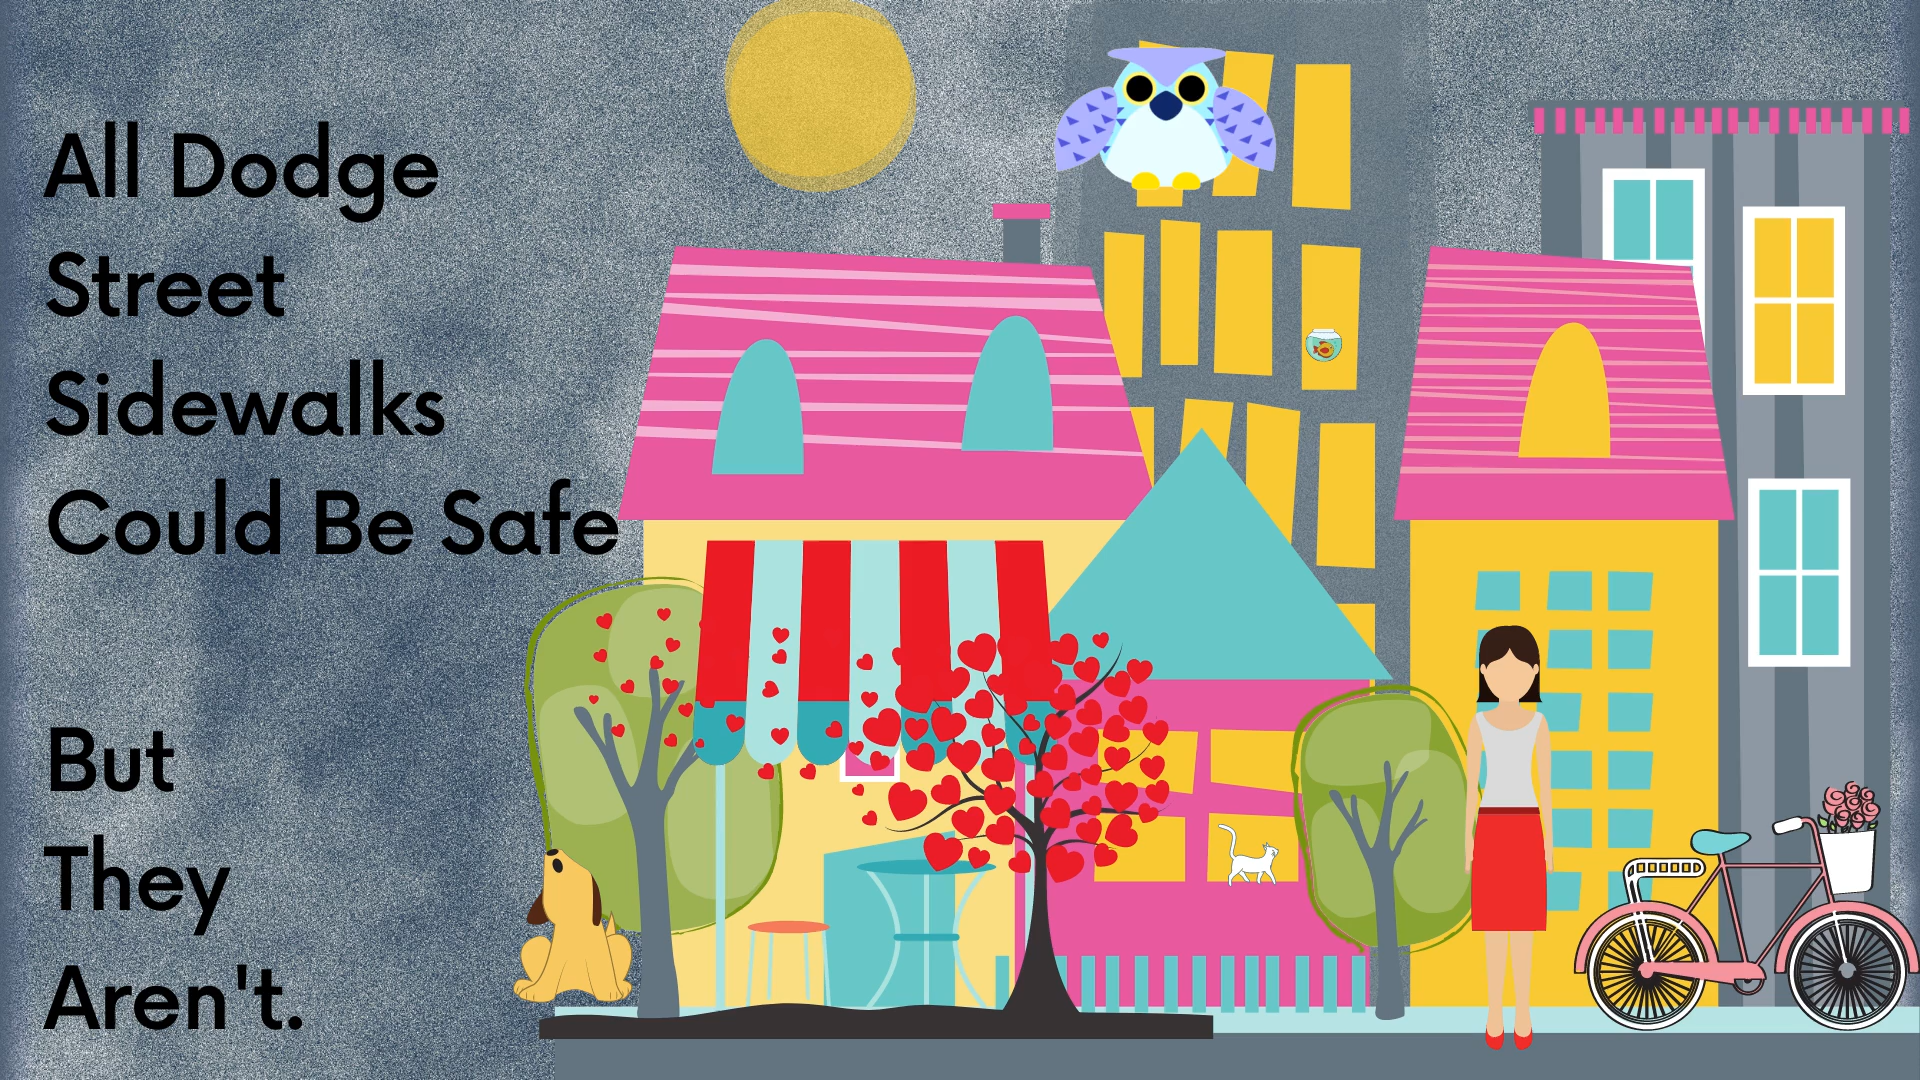 All Dodge
Street
Sidewalks
Could Be Safe
But
They
Aren't.